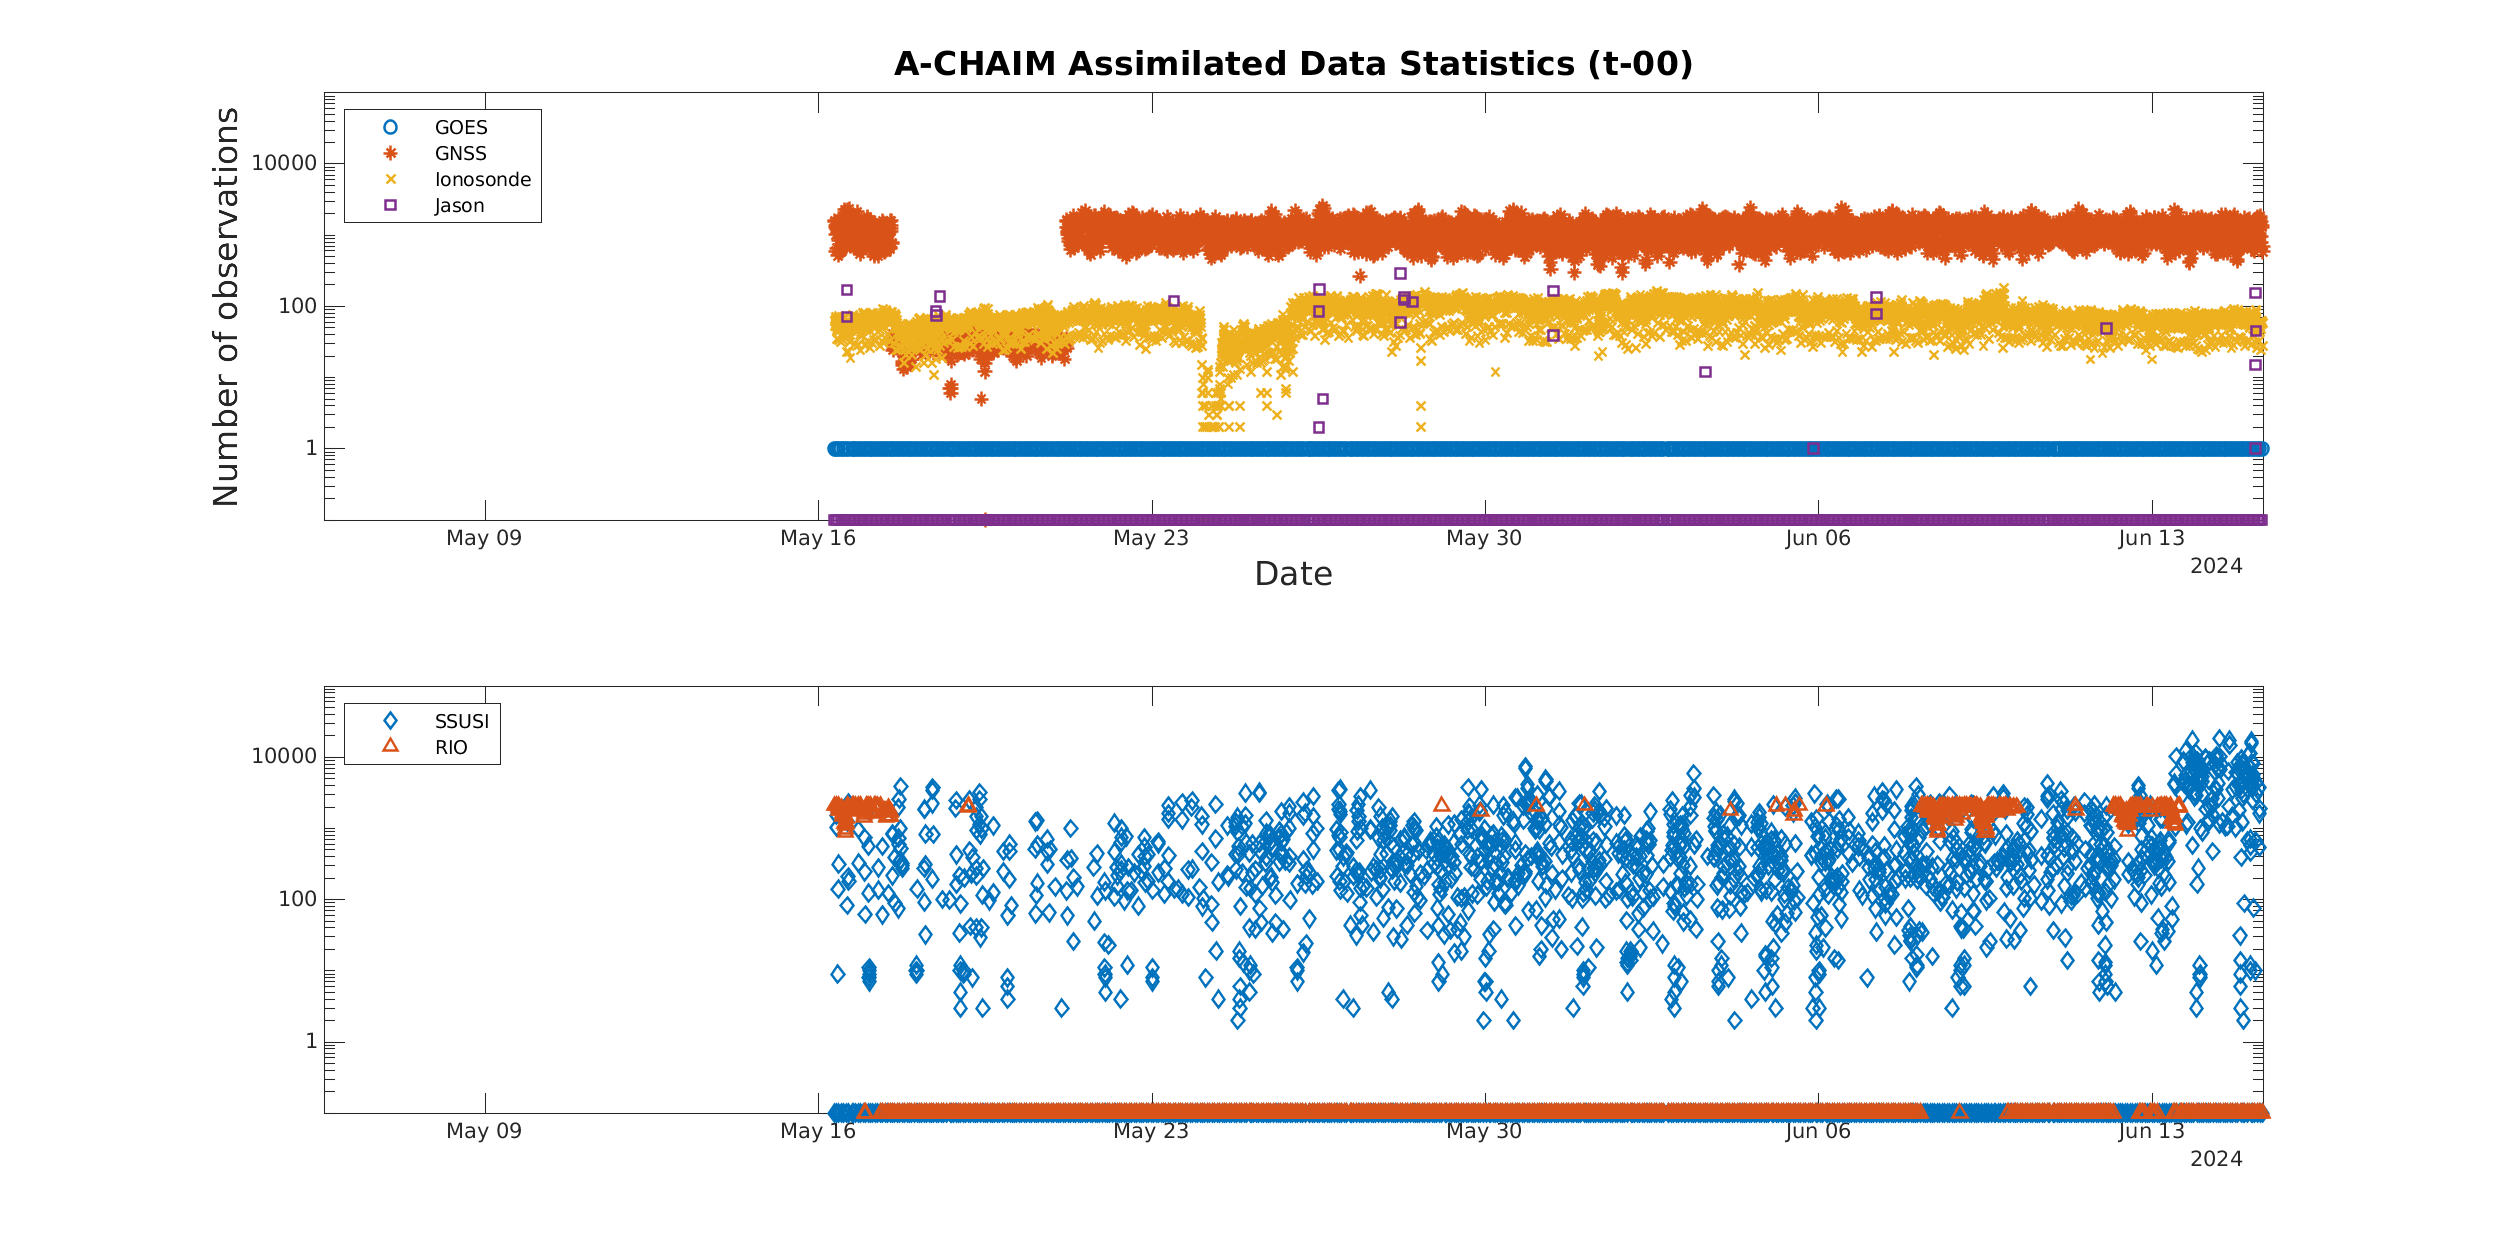 A-CHAIM Assimilated Data Statistics (t-00)
Number of observations
GOES
GNSS
Ionosonde
Jason
10000
100
1
May 09 May 16 May 23 May 30 Jun 06 Jun 13
2024
Date
SSUSI
RIO
10000
100
1
May 09 May 16 May 23 May 30 Jun 06 Jun 13
2024